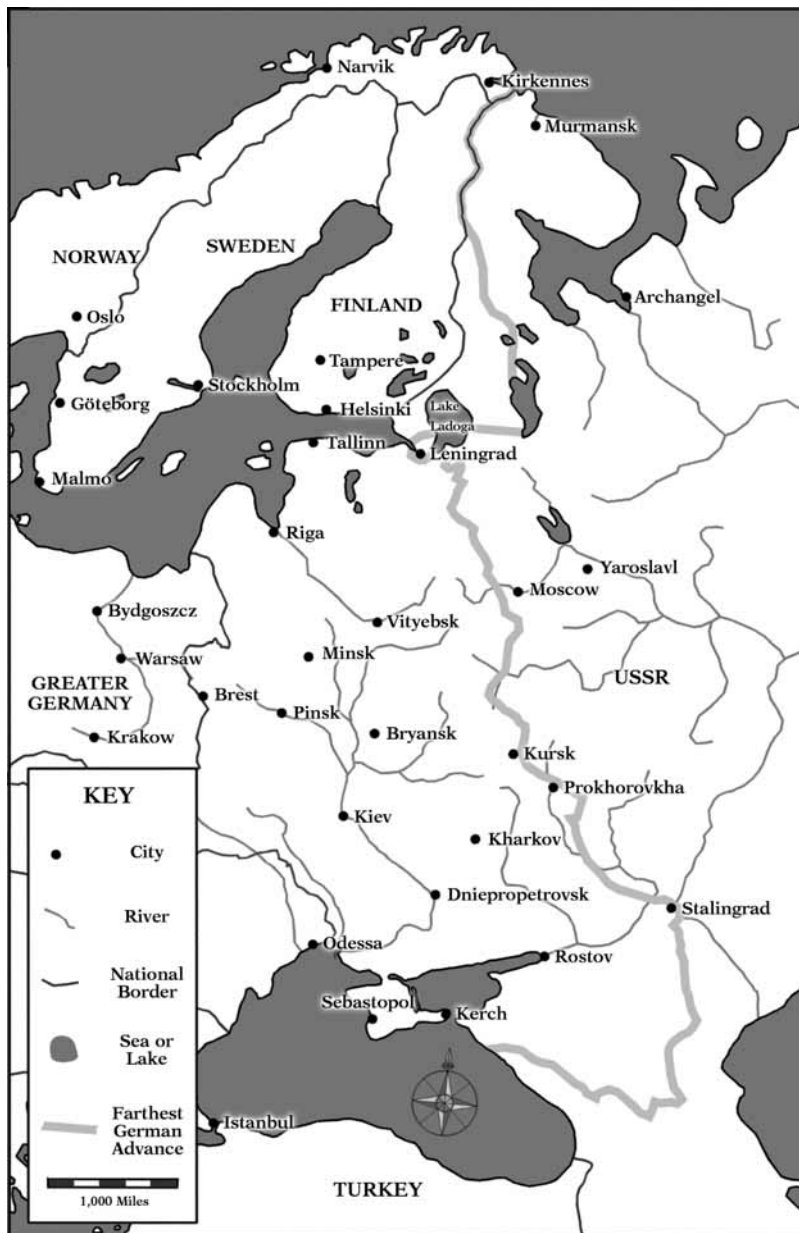 Narvik
Kirkennes
Murmansk
NORWAY
SWEDEN
Oslo
FINLAND
Archangel
Tampere
Stockholm
Göteborg
Helsinki
Lake
Ladoga
Tallinn
Leningrad
Malmo
Riga
Yaroslavl
Moscow
Bydgoszcz
Vityebsk
Minsk
Warsaw
GREATER
GERMANY
Brest
USSR
Pinsk
Krakow
Bryansk
Kursk
Prokhorovkha
Kiev
Kharkov
Dniepropetrovsk
Stalingrad
Odessa
Rostov
Sebastopol
Kerch
Istanbul
TURKEY
KEY
City
River
National
Border
Sea or
Lake
Farthest
German
Advance
1,000 Miles